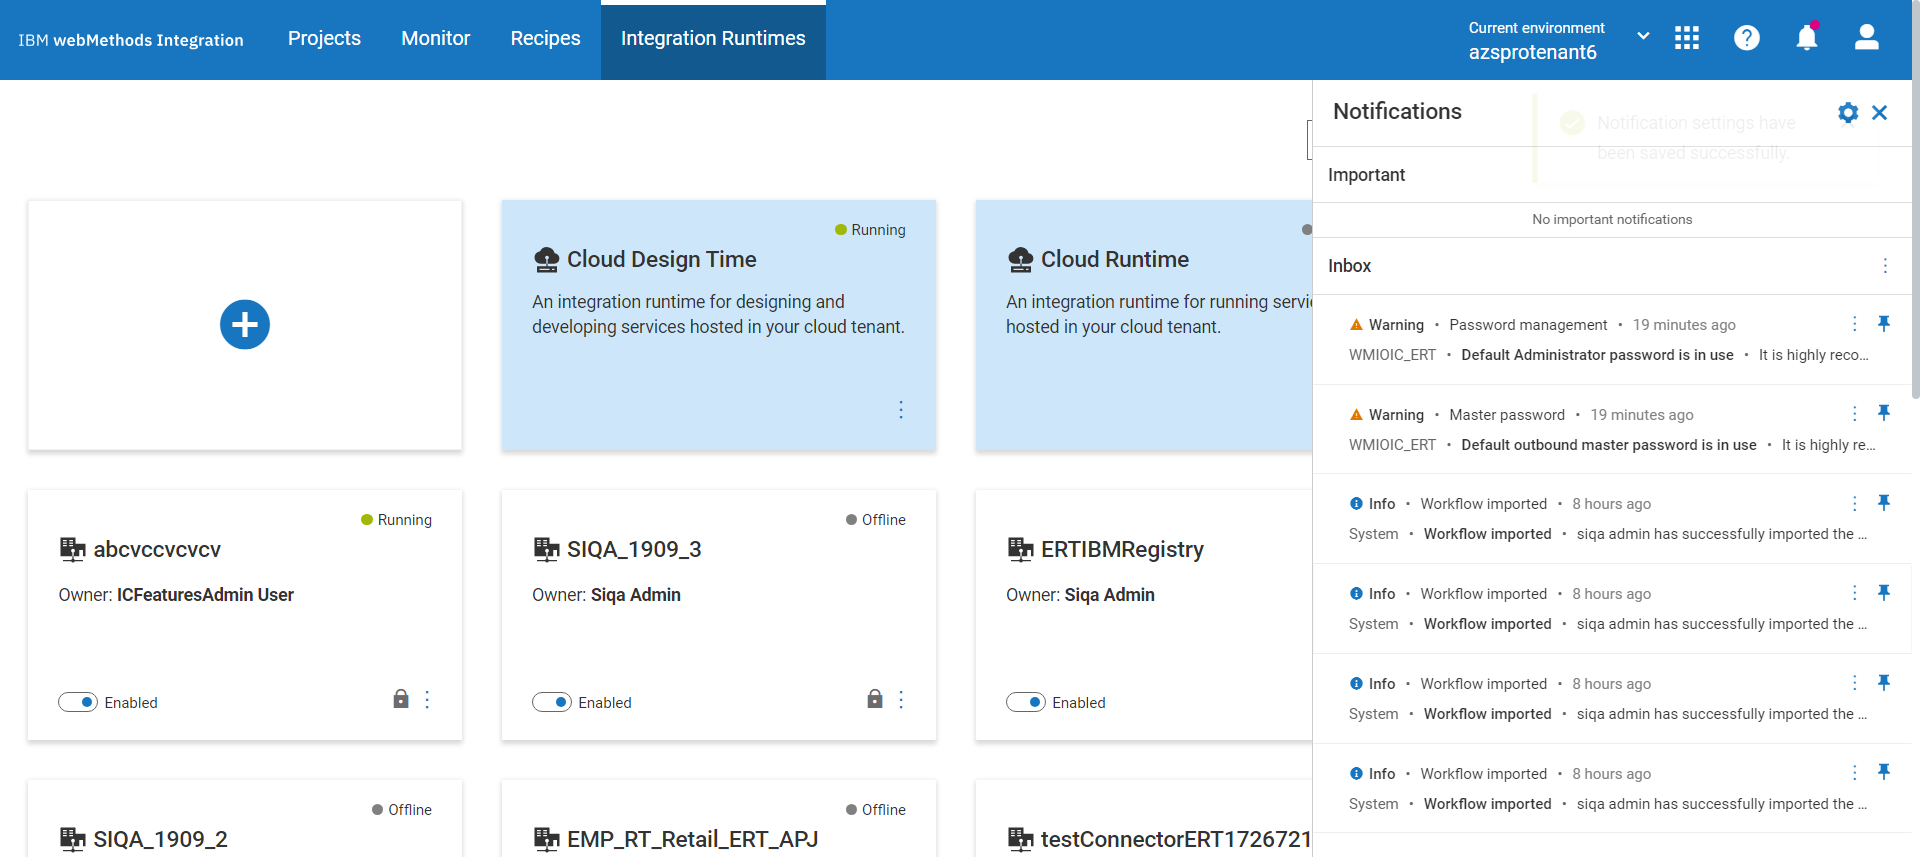 IBM webMethods Integration
Projects
Monitor
Recipes
Integration Runtimes
Current environment
azsprotenant6
Notifications
Notification settings have
been saved successfully.
Important
No important notifications
Inbox
Warning • Password management • 19 minutes ago
WMIOIC_ERT • Default Administrator password is in use • It is highly reco...
Warning • Master password • 19 minutes ago
WMIOIC_ERT • Default outbound master password is in use • It is highly re...
Info • Workflow imported • 8 hours ago
System • Workflow imported • siqa admin has successfully imported the ...
Info • Workflow imported • 8 hours ago
System • Workflow imported • siqa admin has successfully imported the ...
Info • Workflow imported • 8 hours ago
System • Workflow imported • siqa admin has successfully imported the ...
Info • Workflow imported • 8 hours ago
System • Workflow imported • siqa admin has successfully imported the ...
Running
Cloud Design Time
An integration runtime for designing and
developing services hosted in your cloud tenant.
Cloud Runtime
An integration runtime for running servi
hosted in your cloud tenant.
Running
abcvccvcvcv
Owner: ICFeaturesAdmin User
Enabled
Offline
SIQA_1909_3
Owner: Siqa Admin
Enabled
ERTIBMRegistry
Owner: Siqa Admin
Enabled
Offline
SIQA_1909_2
Offline
EMP_RT_Retail_ERT_APJ
testConnectorERT1726721